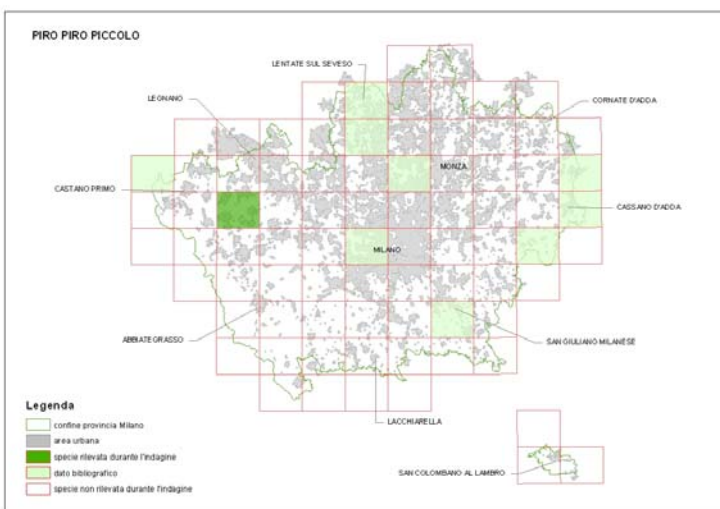 PIRO PIRO PICCOLO
LENTATE SUL SEVESO
LEGNANO
CORNATE D'ADDA
MONZA
CASTANO PRIMO
CASSANO D'ADDA
MILANO
ABBIATEGRASSO
SAN GIULIANO MILANESE
LACCHIARELLA
SAN COLOMBANO AL LAMBRO
Legenda
confine provincia Milano
area urbana
specie rilevata durante l'indagine
dato bibliografico
specie non rilevata durante l'indagine